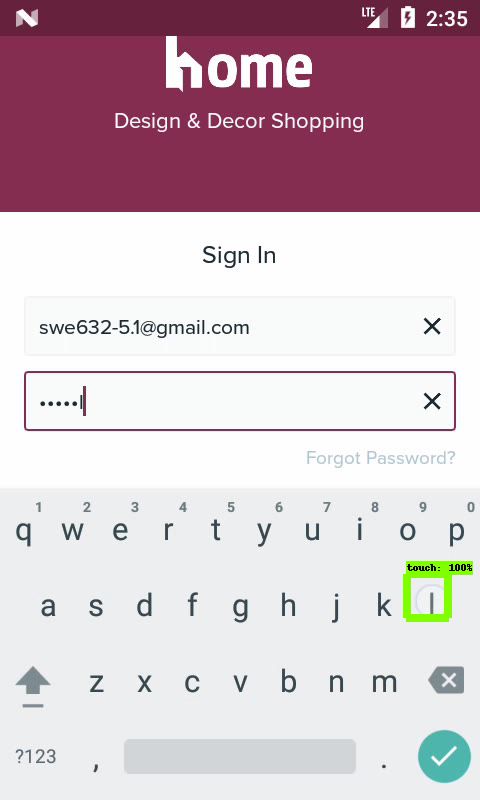 LTE 2:35
home
Design & Decor Shopping
Sign In
swe632-5.1@gmail.com
•••••l
Forgot Password?
1 2 3 4 5 6 7 8 9 0
q w e r t y u i o p
touch: 100%
a s d f g h j k l
z x c v b n m
?123 , .